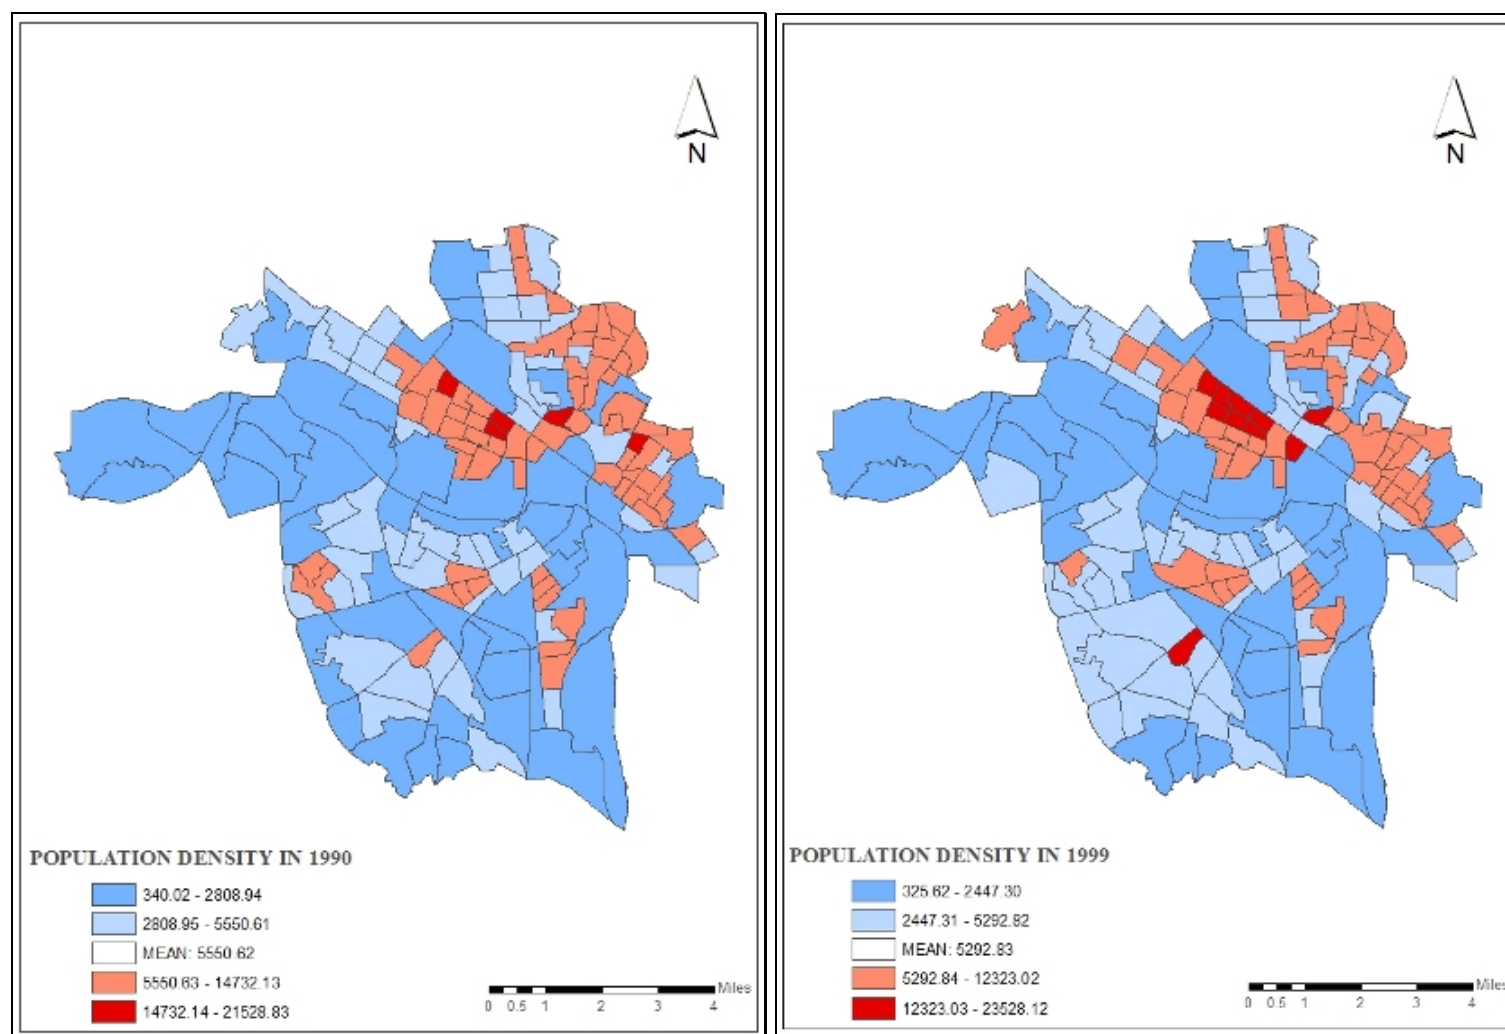 N
POPULATION DENSITY IN 1990
340.02 - 2808.94
2808.95 - 5550.61
MEAN: 5550.62
5550.63 - 14732.13
14732.14 - 21528.83
Miles
0 0.5 1 2 3 4
N
POPULATION DENSITY IN 1999
325.62 - 2447.30
2447.31 - 5292.82
MEAN: 5292.83
5292.84 - 12323.02
12323.03 - 23528.12
Miles
0 0.5 1 2 3 4